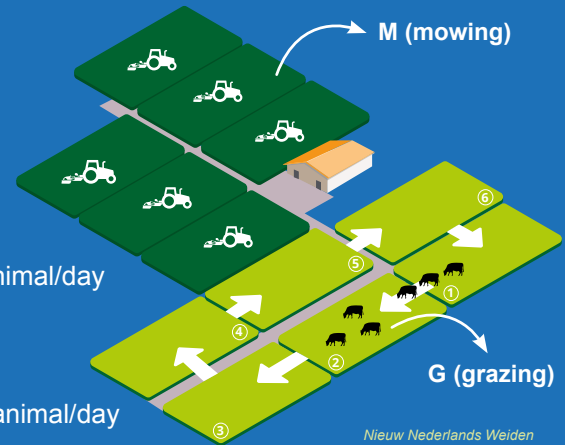 M (mowing)
⑥
⑤
①
nimal/day
④
②
G (grazing)
③
animal/day
Nieuw Nederlands Weiden